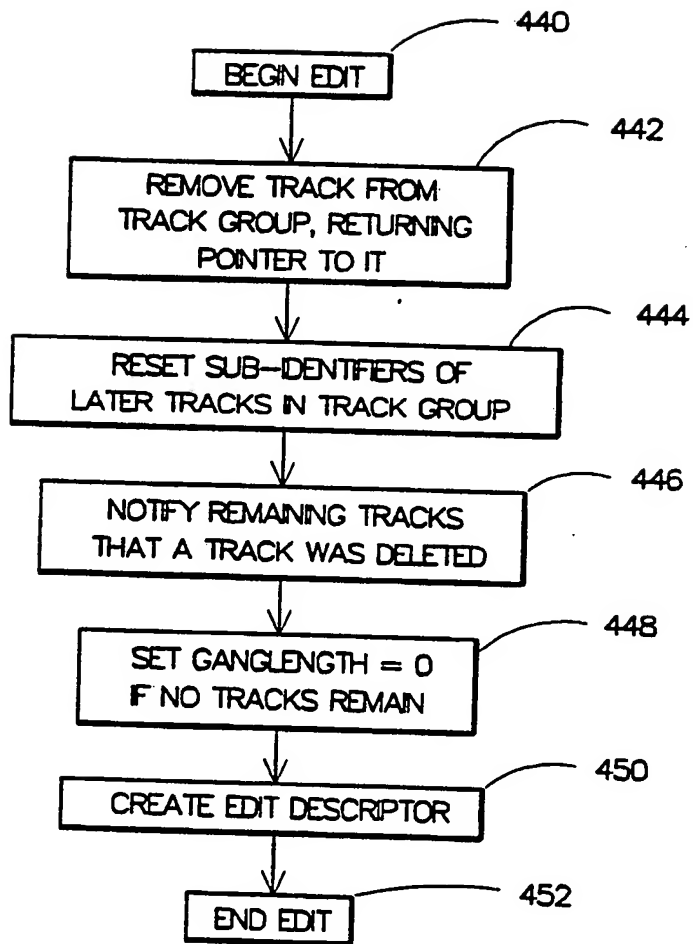 440
BEGIN EDIT
442
REMOVE TRACK FROM
TRACK GROUP, RETURNING
POINTER TO IT
444
RESET SUB-IDENTIFIERS OF
LATER TRACKS IN TRACK GROUP
446
NOTIFY REMAINING TRACKS
THAT A TRACK WAS DELETED
448
SET GANGLENGTH = 0
IF NO TRACKS REMAIN
450
CREATE EDIT DESCRIPTOR
452
END EDIT